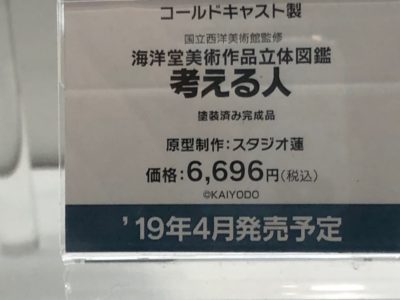 コールドキャスト製
国立西洋美術館監修
海洋堂美術作品立体図鑑
考える人
塗装済み完成品
原型制作：スタジオ蓮
価格：6,696円(税込)
©KAIYODO
’19年4月発売予定